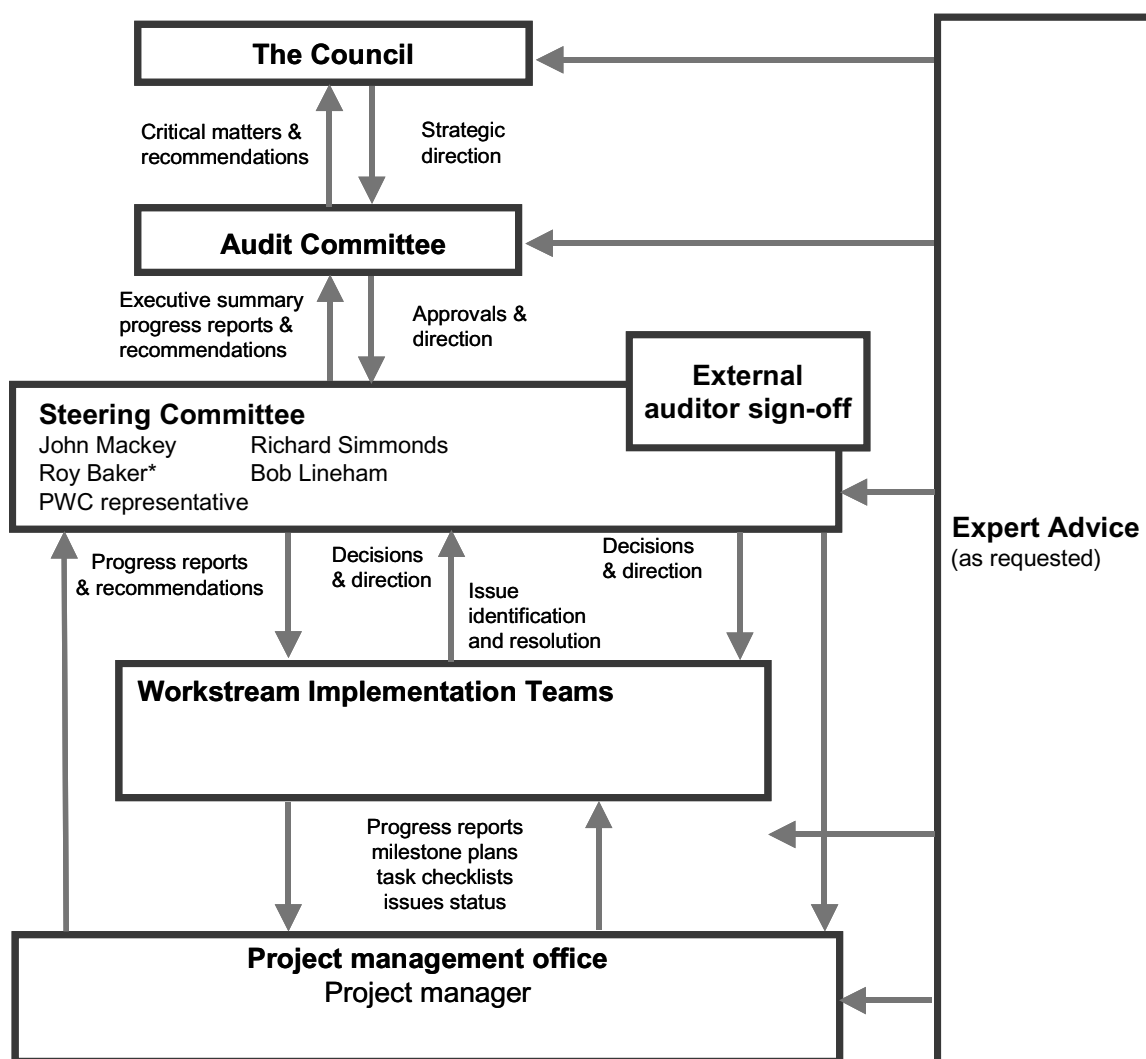 The Council
Critical matters &
recommendations
Strategic
direction
Audit Committee
Executive summary
progress reports &
recommendations
Approvals &
direction
External
auditor sign-off
Steering Committee
John Mackey Richard Simmonds
Roy Baker* Bob Lineham
PWC representative
Expert Advice
(as requested)
Progress reports
& recommendations
Decisions
& direction
Issue
identification
and resolution
Decisions
& direction
Workstream Implementation Teams
Progress reports
milestone plans
task checklists
issues status
Project management office
Project manager